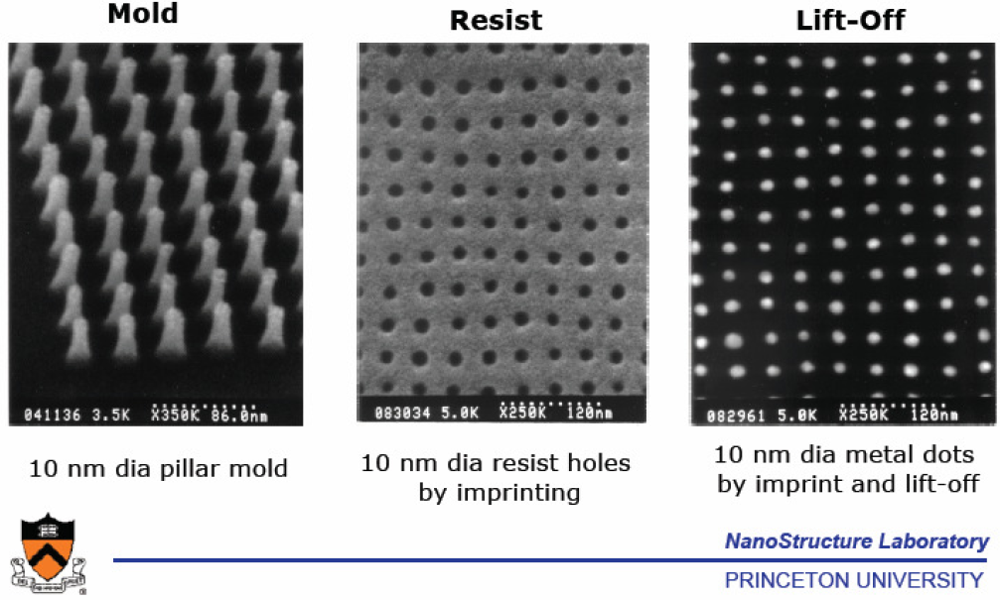 Mold
Resist
Lift-Off
041136 3.5K X350K 86.0nm
083034 5.0K X250K 120nm
082961 5.0K X250K 120nm
10 nm dia pillar mold
10 nm dia resist holes
by imprinting
10 nm dia metal dots
by imprint and lift-off
NanoStructure Laboratory
PRINCETON UNIVERSITY